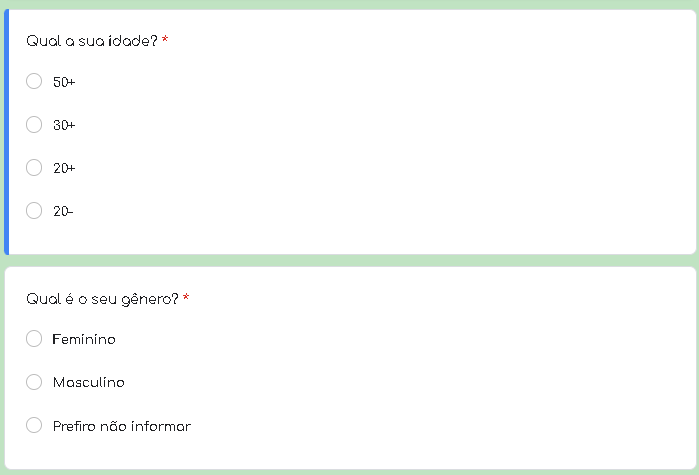 Qual a sua idade? *
50+
30+
20+
20-
Qual é o seu gênero? *
Feminino
Masculino
Prefiro não informar